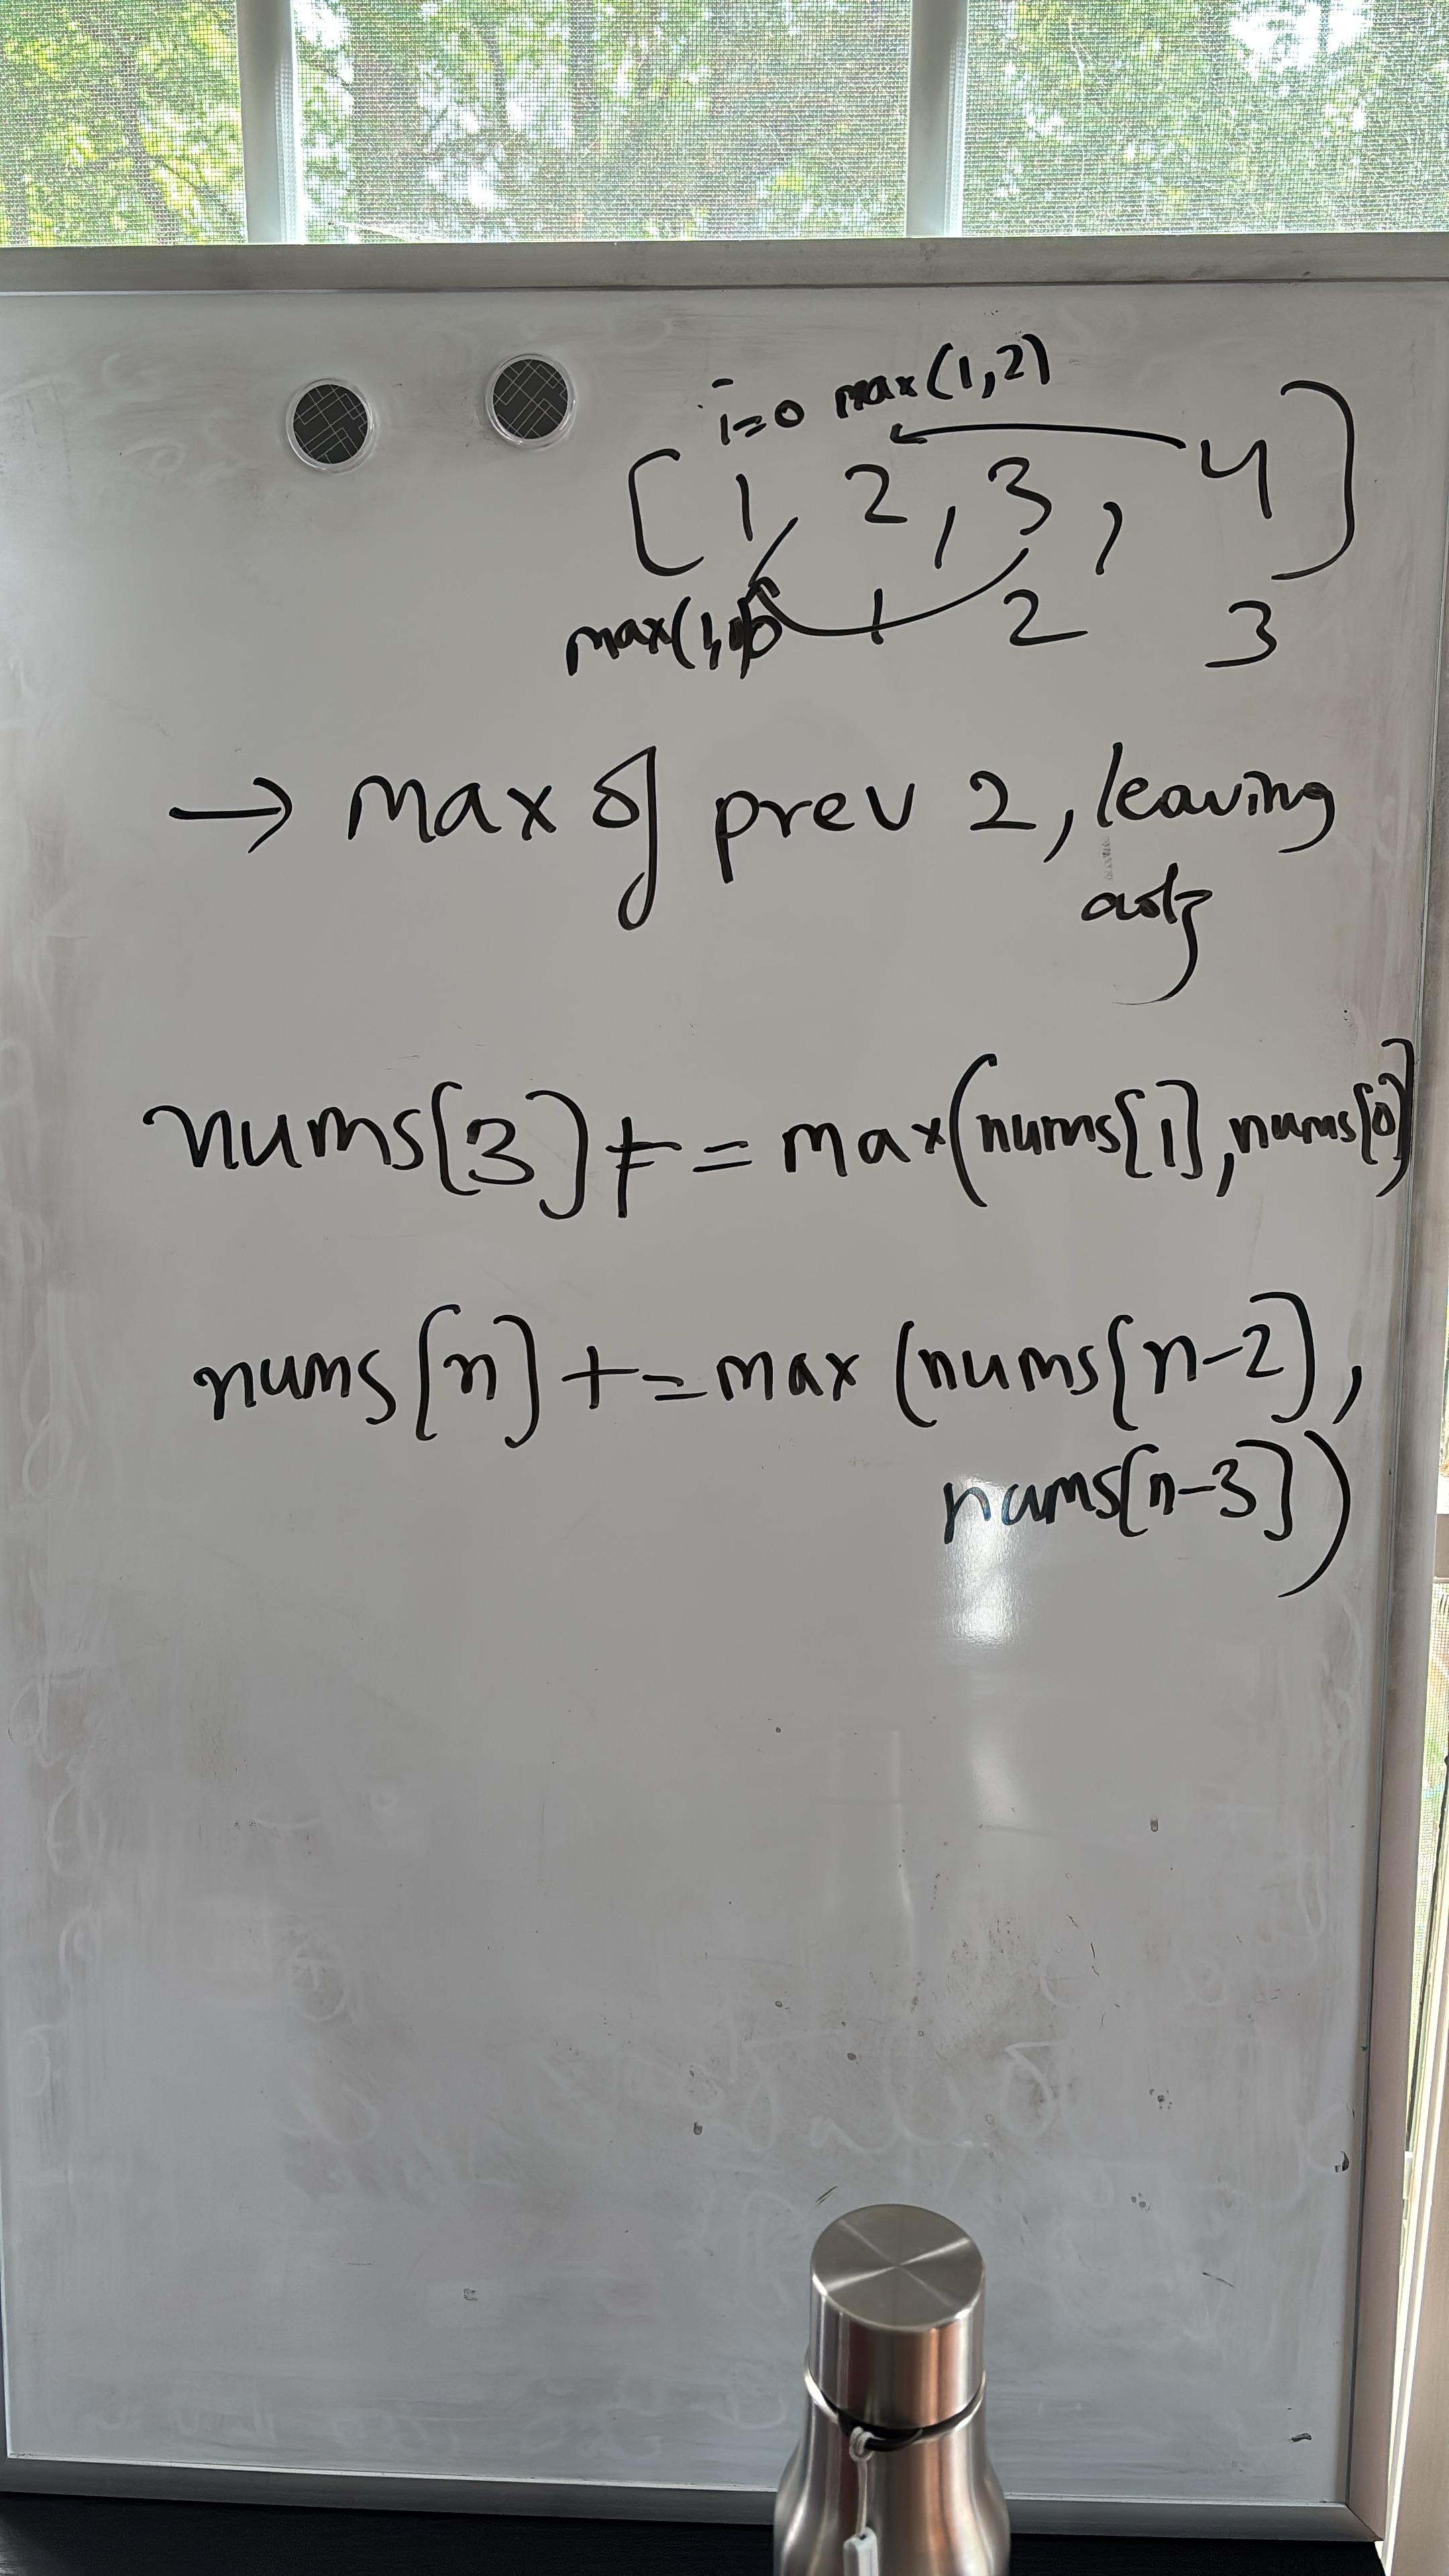 i=0 max(1,2)
[1, 2, 3, 4]
max(1, 0 1 2 3
→ max of prev 2, leaving
adj
nums[3] += max(nums[1], nums[0]
nums[n] += max(nums[n-2],
nums[n-3])